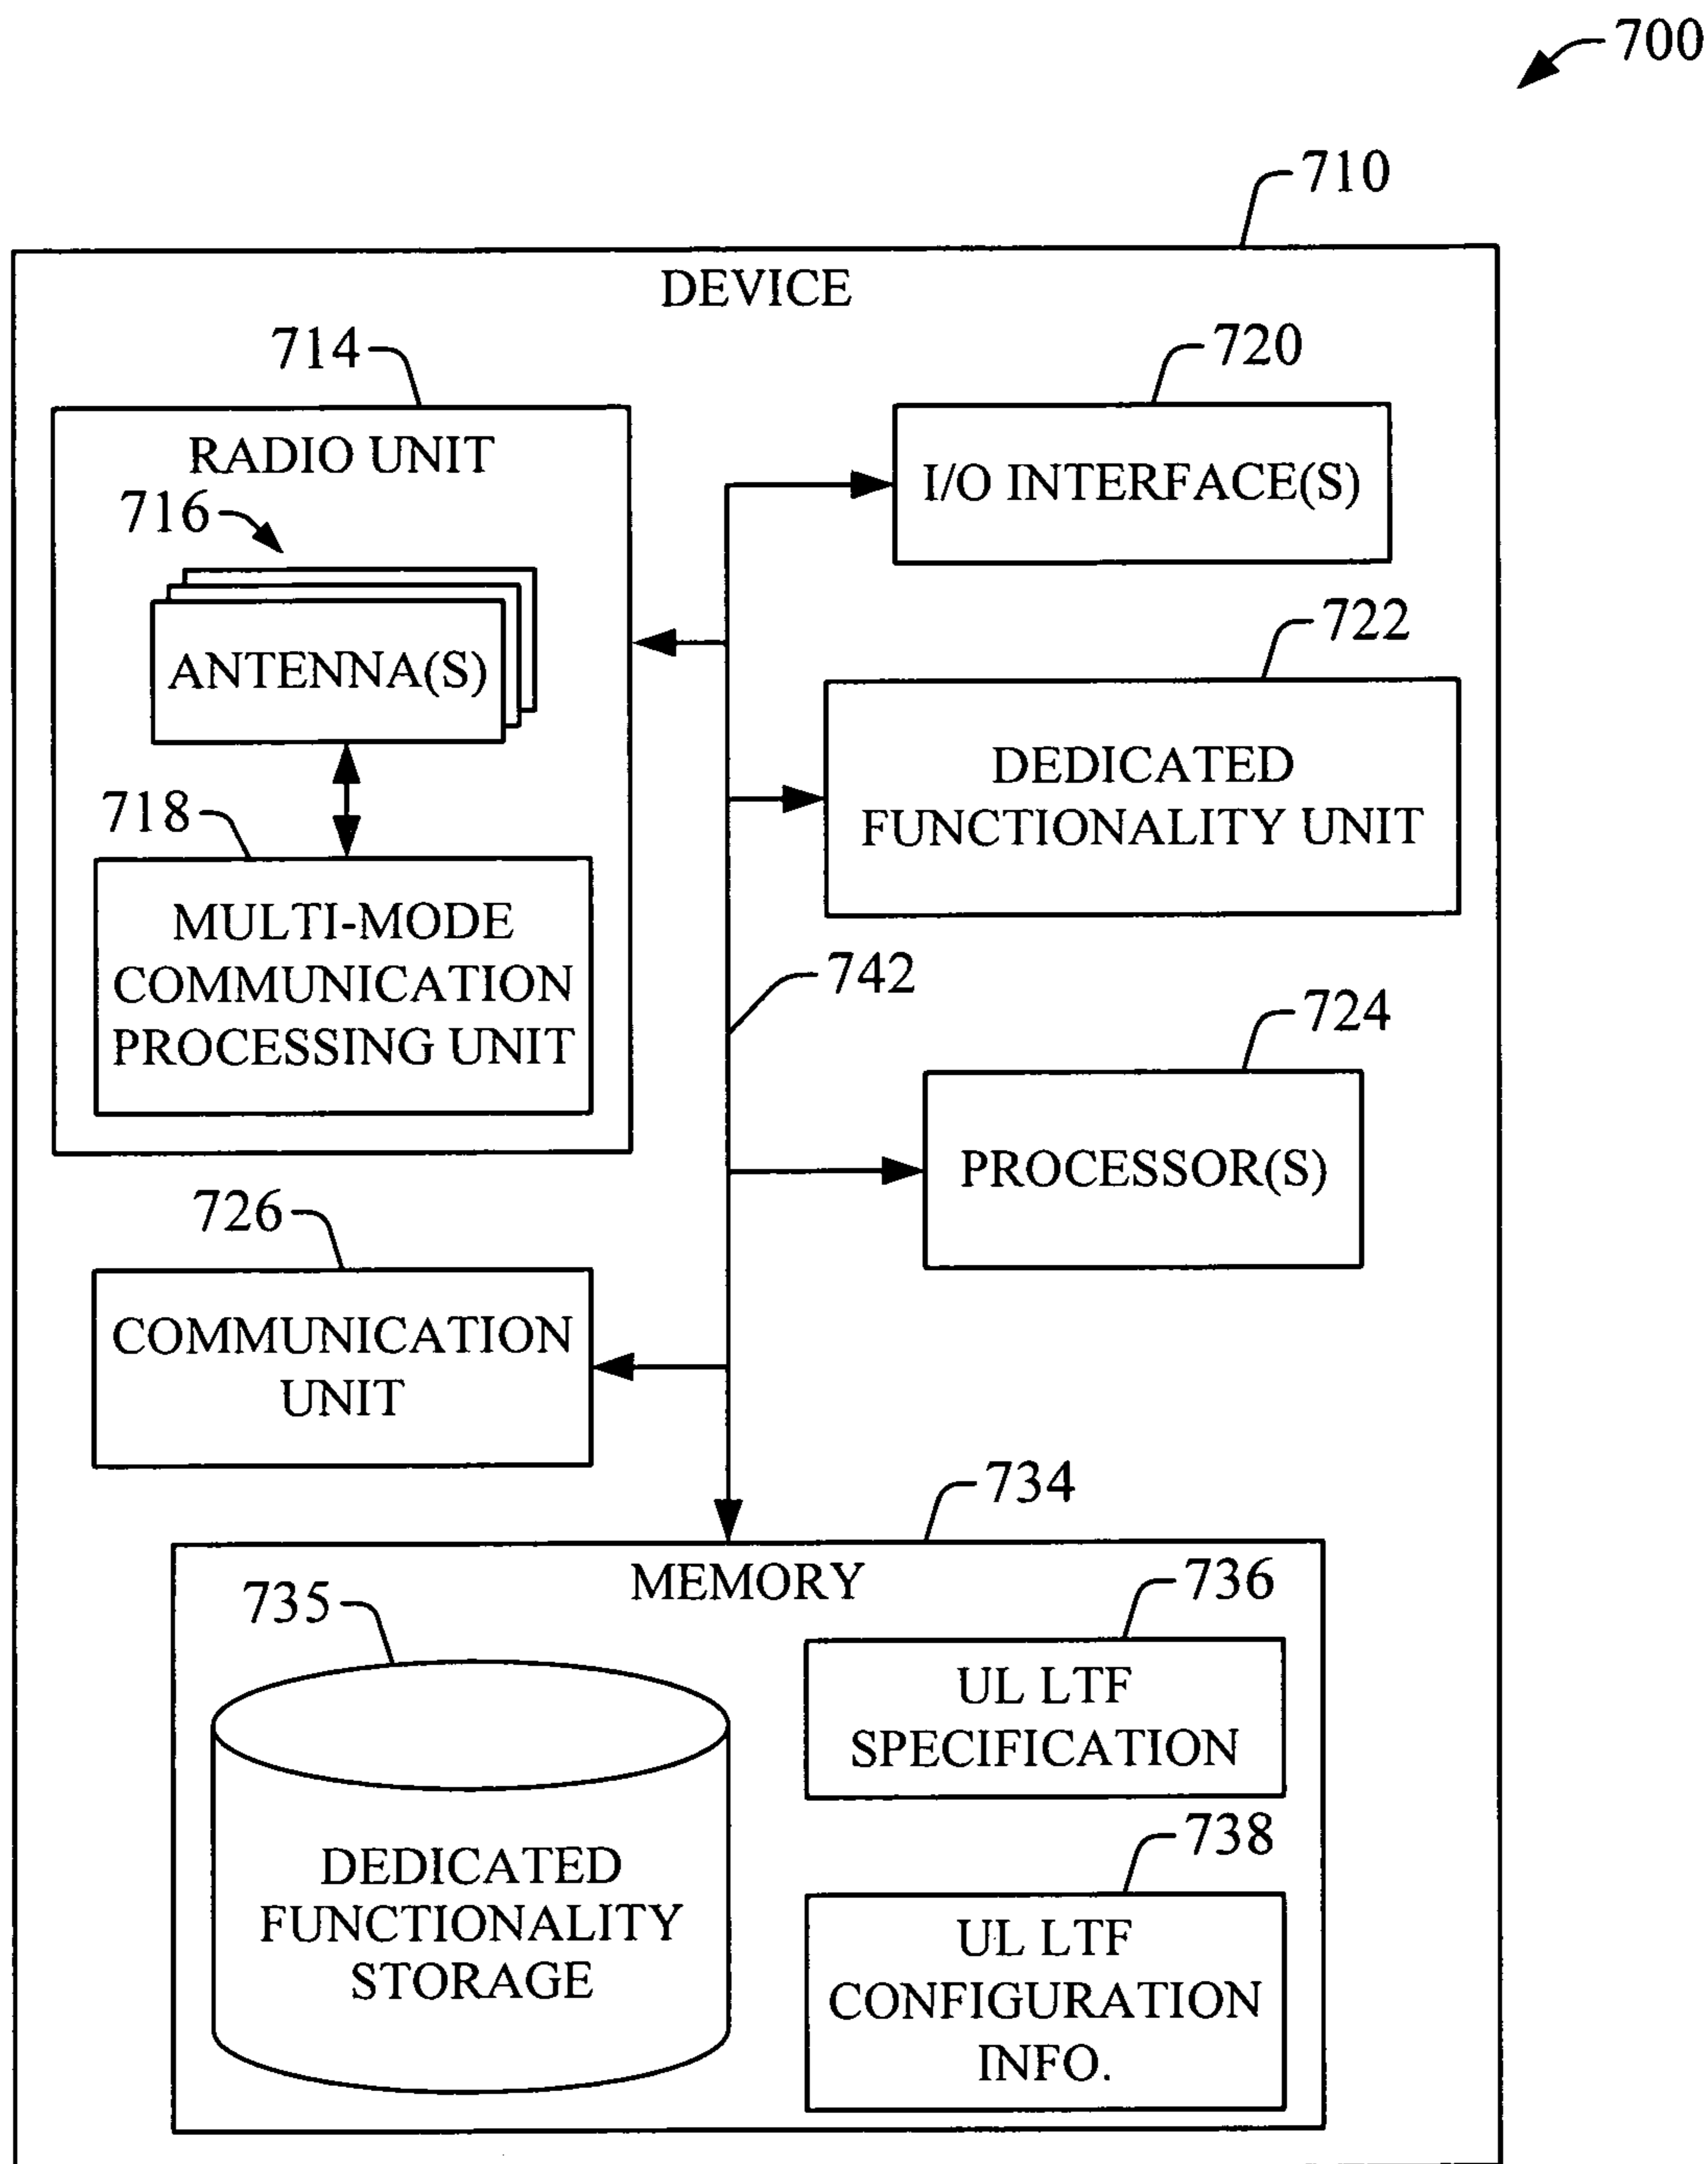 700
710
DEVICE
714
RADIO UNIT
716
ANTENNA(S)
718
MULTI-MODE
COMMUNICATION
PROCESSING UNIT
720
I/O INTERFACE(S)
722
DEDICATED
FUNCTIONALITY UNIT
742
724
PROCESSOR(S)
726
COMMUNICATION
UNIT
734
MEMORY
735
DEDICATED
FUNCTIONALITY
STORAGE
736
UL LTF
SPECIFICATION
738
UL LTF
CONFIGURATION
INFO.